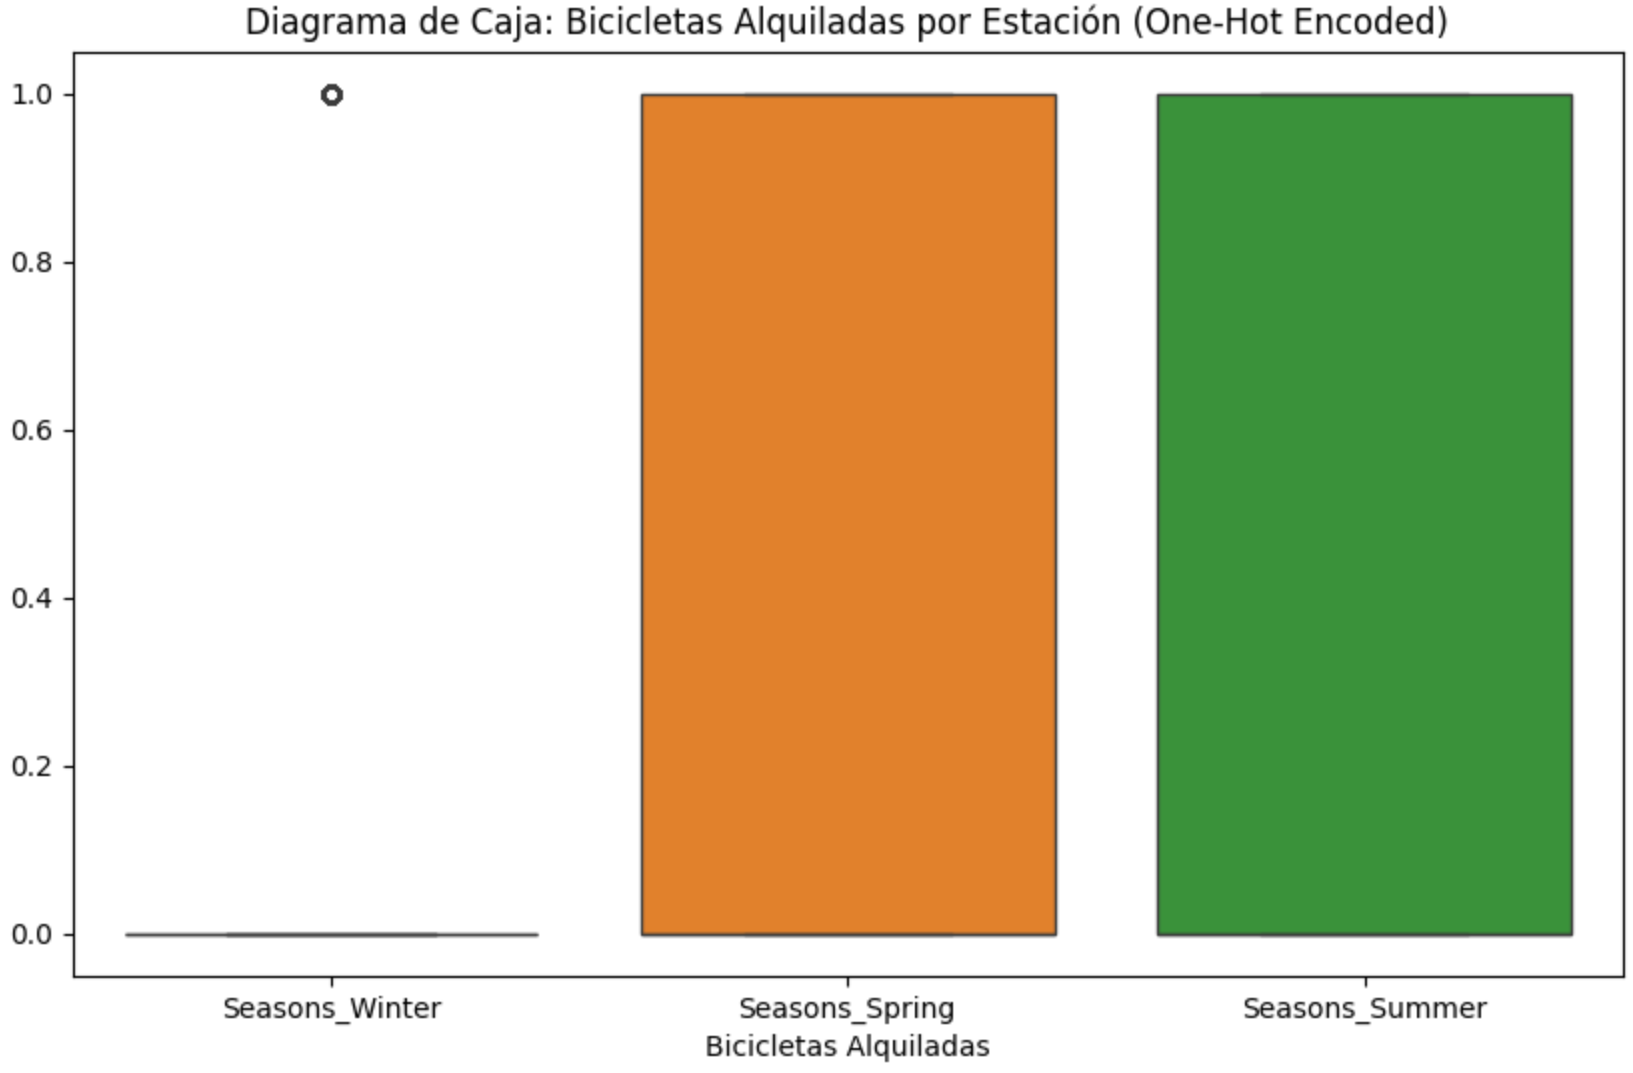 Diagrama de Caja: Bicicletas Alquiladas por Estación (One-Hot Encoded)
1.0
0.8
0.6
0.4
0.2
0.0
Seasons_Winter Seasons_Spring Seasons_Summer
Bicicletas Alquiladas